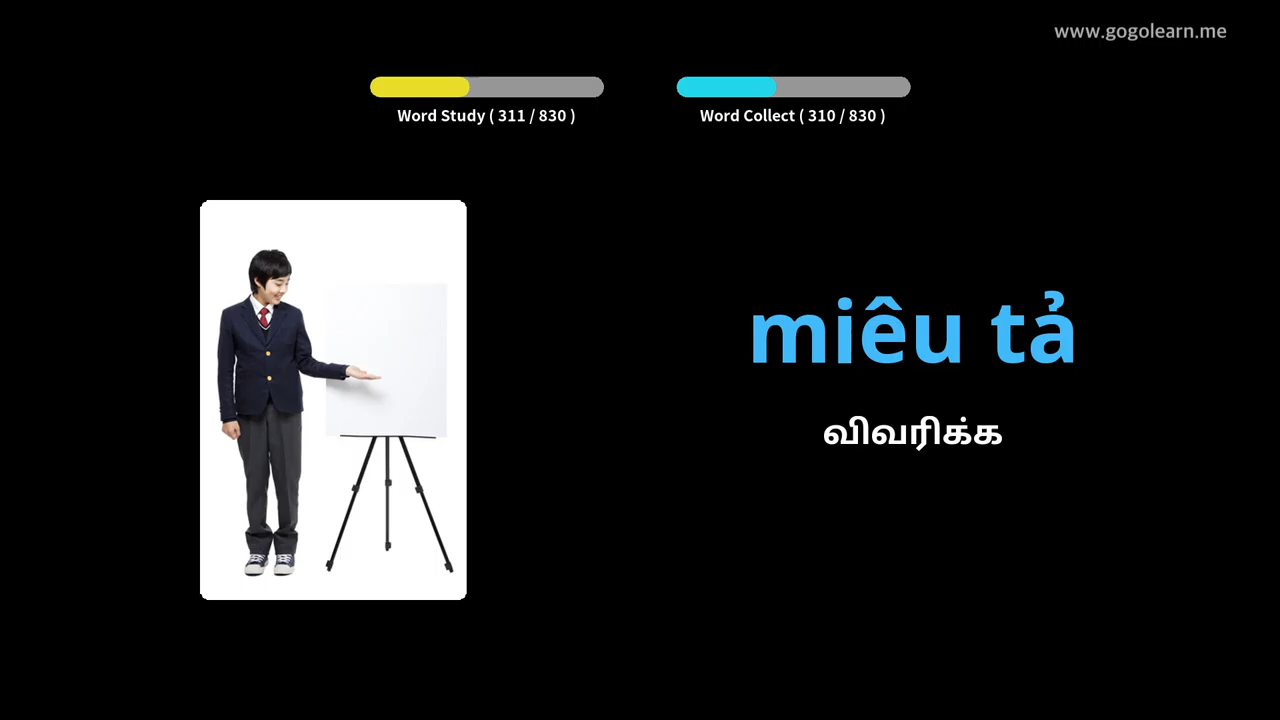 www.gogolearn.me
Word Study ( 311 / 830 )
Word Collect ( 310 / 830 )
miêu tả
விவரிக்க